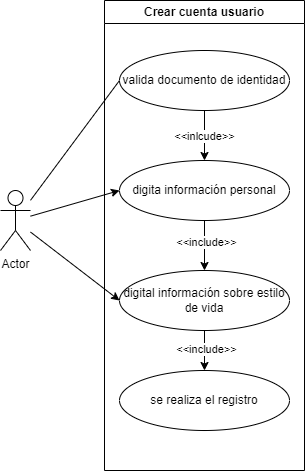 Crear cuenta usuario
valida documento de identidad
<<inlcude>>
digita información personal
<<include>>
Actor
digital información sobre estilo
de vida
<<include>>
se realiza el registro